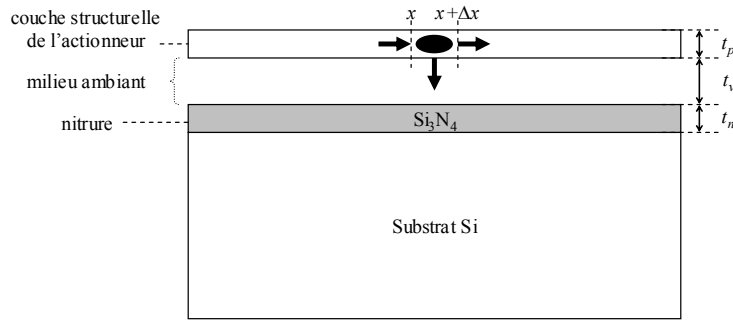 couche structurelle
de l'actionneur
x
x+Δx
t_p
milieu ambiant
t_v
nitrure
Si₃N₄
t_n
Substrat Si